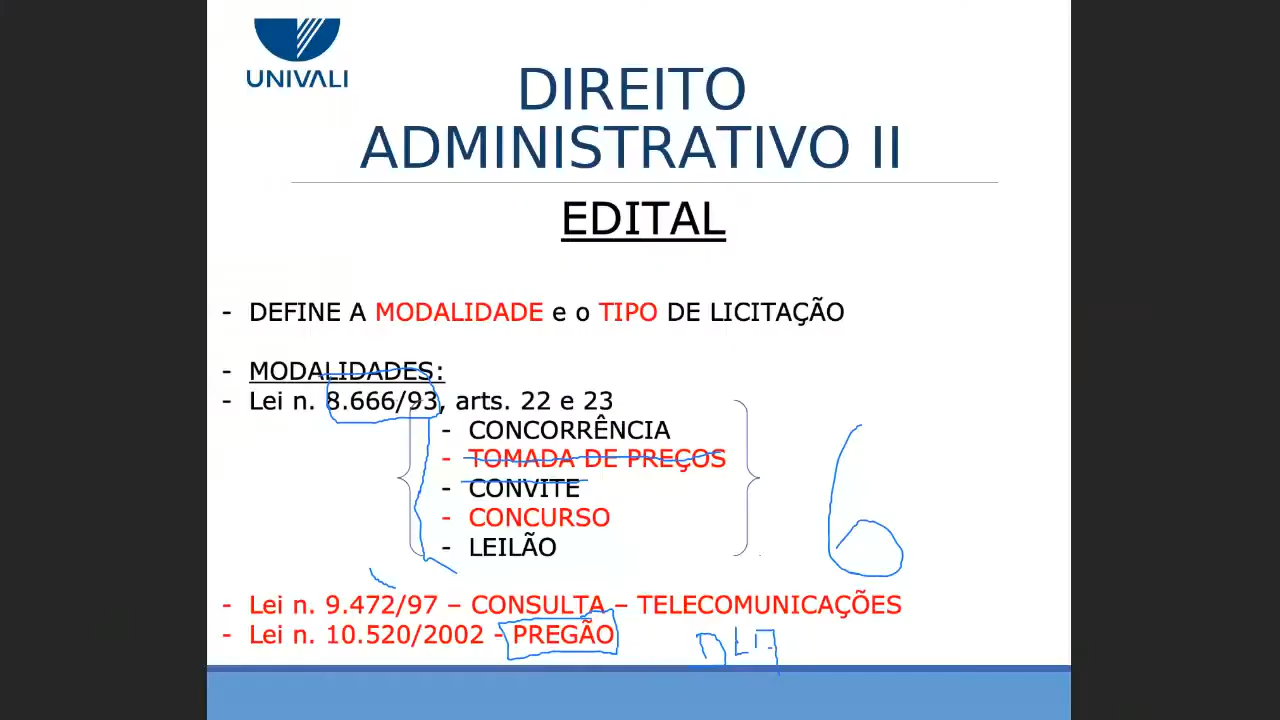 UNIVALI
DIREITO
ADMINISTRATIVO II
EDITAL
- DEFINE A MODALIDADE e o TIPO DE LICITAÇÃO
- MODALIDADES:
- Lei n. 8.666/93, arts. 22 e 23
- CONCORRÊNCIA
- TOMADA DE PREÇOS
- CONVITE
- CONCURSO
- LEILÃO
6
- Lei n. 9.472/97 – CONSULTA – TELECOMUNICAÇÕES
- Lei n. 10.520/2002 - PREGÃO